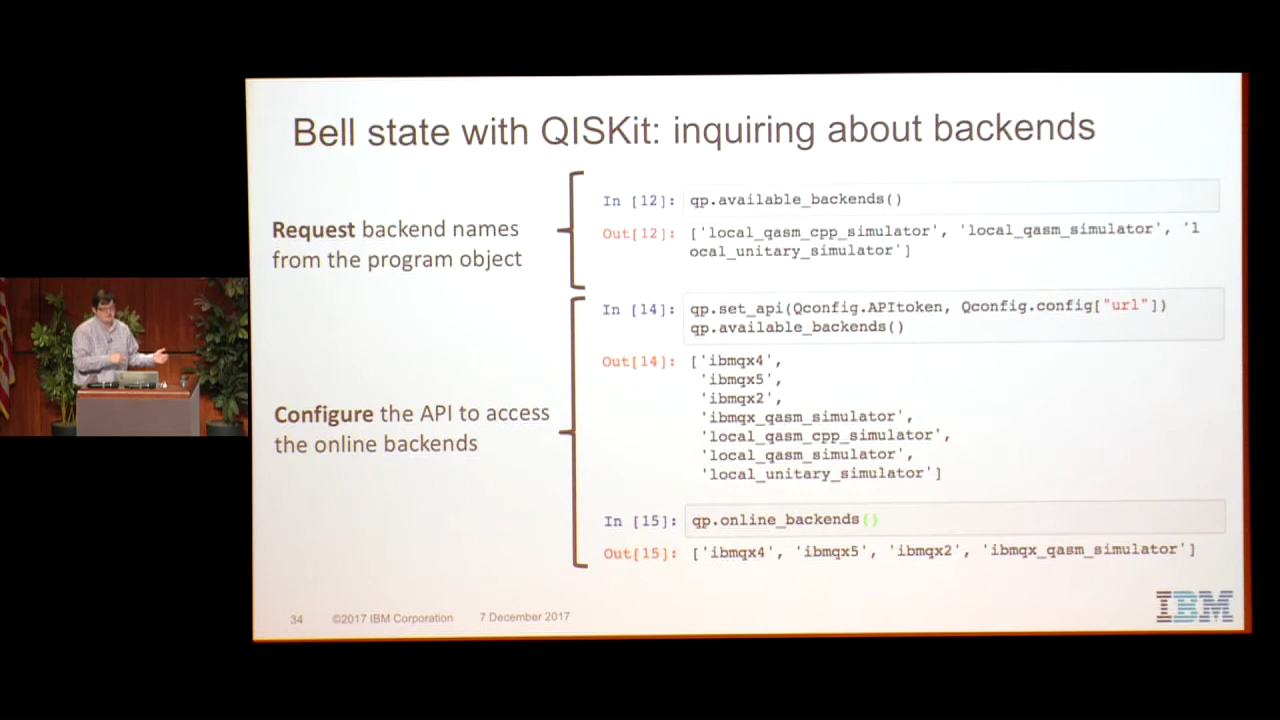 Bell state with QISKit: inquiring about backends
Request backend names
from the program object
In [12]: qp.available_backends()
Out[12]: ['local_qasm_cpp_simulator', 'local_qasm_simulator', 'l
ocal_unitary_simulator']
Configure the API to access
the online backends
In [14]: qp.set_api(Qconfig.APItoken, Qconfig.config["url"])
qp.available_backends()
Out[14]: ['ibmqx4',
'ibmqx5',
'ibmqx2',
'ibmqx_qasm_simulator',
'local_qasm_cpp_simulator',
'local_qasm_simulator',
'local_unitary_simulator']
In [15]: qp.online_backends()
Out[15]: ['ibmqx4', 'ibmqx5', 'ibmqx2', 'ibmqx_qasm_simulator']
34 ©2017 IBM Corporation 7 December 2017
IBM